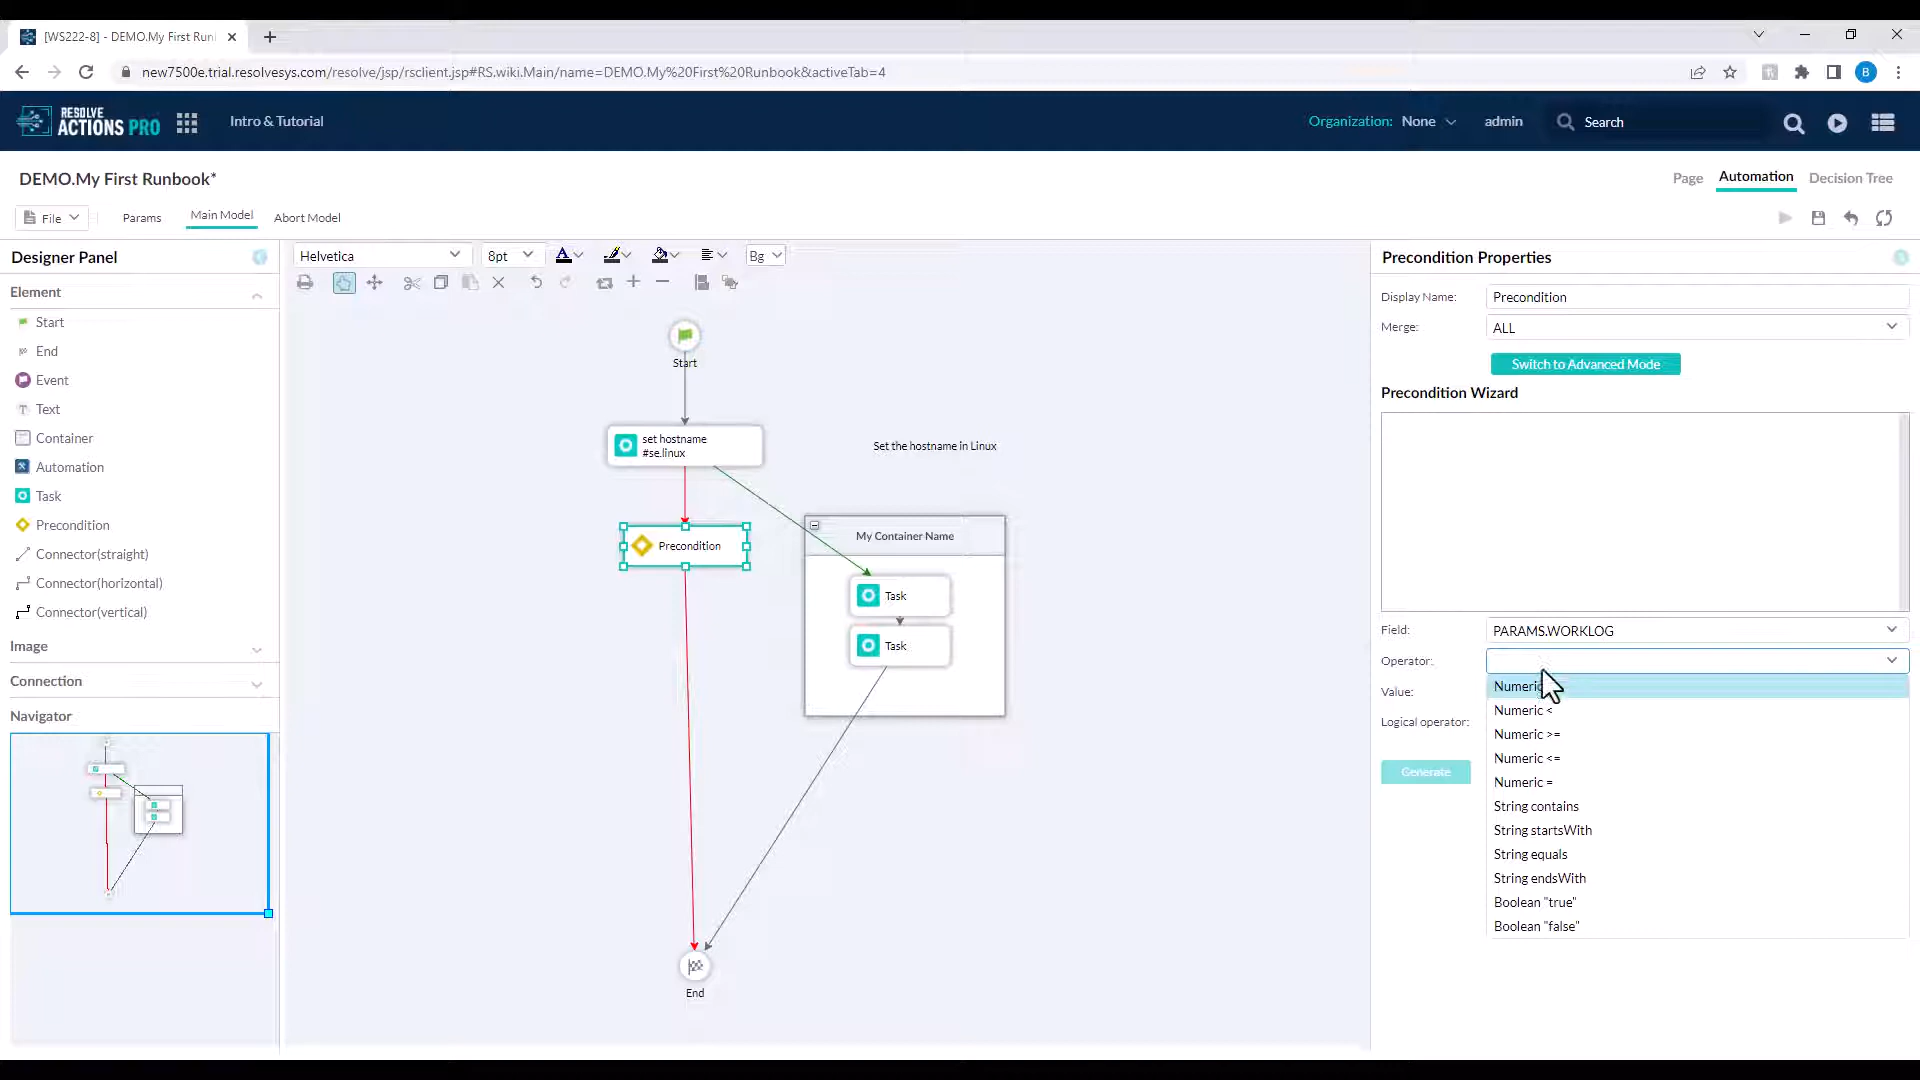 [WS222-8] - DEMO.My First Run
new7500e.trial.resolvesys.com/resolve/jsp/rsclient.jsp#RS.wiki.Main/name=DEMO.My%20First%20Runbook&activeTab=4
B
RESOLVE
ACTIONS PRO
Intro & Tutorial
Organization: None
admin
Search
DEMO.My First Runbook*
Page
Automation
Decision Tree
File
Params
Main Model
Abort Model
Designer Panel
Element
Start
End
Event
Text
Container
Automation
Task
Precondition
Connector(straight)
Connector(horizontal)
Connector(vertical)
Image
Connection
Navigator
Helvetica
8pt
Bg
Start
set hostname
#se.linux
Set the hostname in Linux
Precondition
My Container Name
Task
Task
End
Precondition Properties
Display Name: Precondition
Merge: ALL
Switch to Advanced Mode
Precondition Wizard
Field: PARAMS.WORKLOG
Operator:
Value:
Logical operator:
Generate
Numeric
Numeric <
Numeric >=
Numeric <=
Numeric =
String contains
String startsWith
String equals
String endsWith
Boolean "true"
Boolean "false"